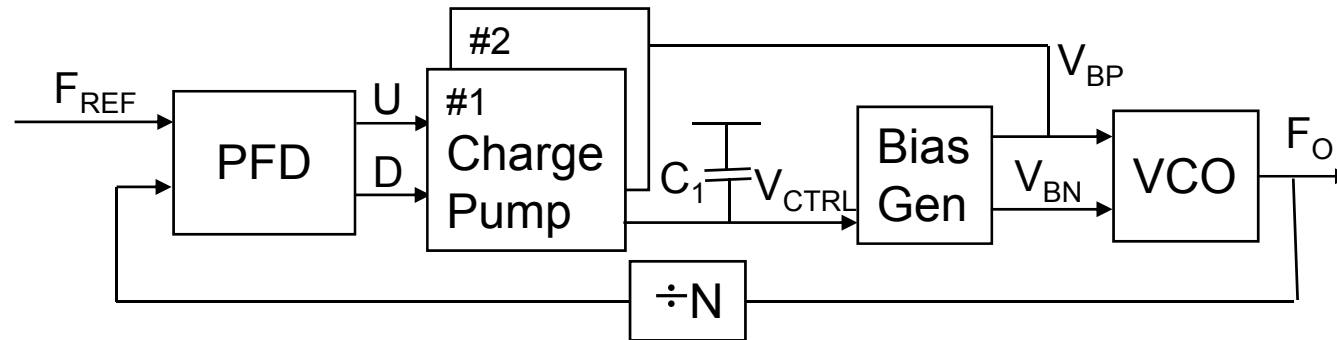 #2
V_BP
F_REF
U
#1
F_O
PFD
Charge
Pump
D
C_1
V_CTRL
Bias
Gen
V_BN
VCO
÷N